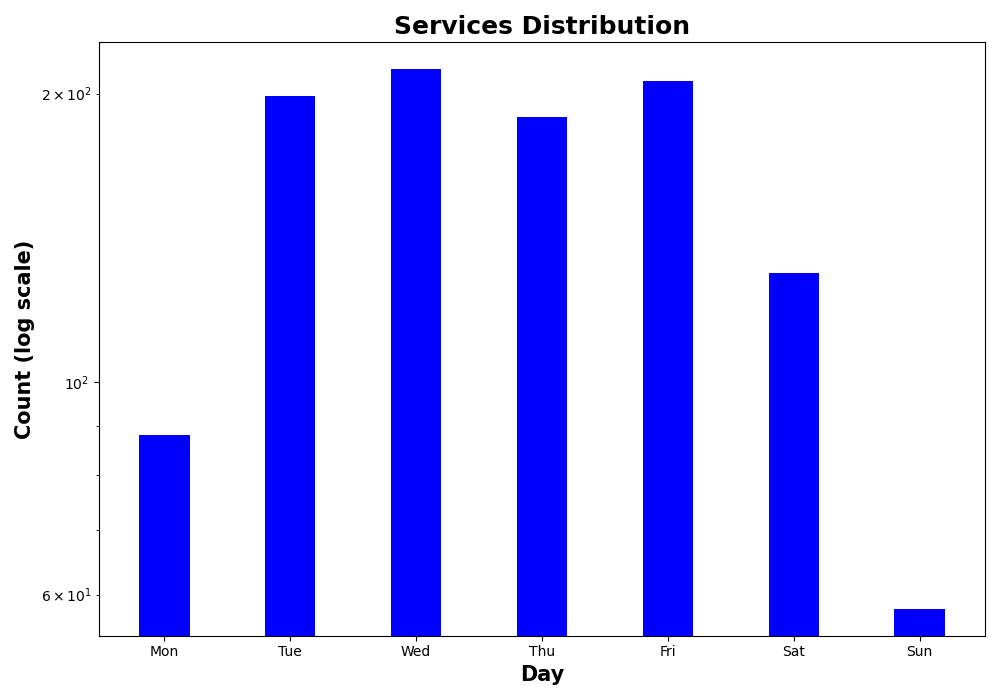 Services Distribution
Count (log scale)
2 × 10²
10²
6 × 10¹
Mon Tue Wed Thu Fri Sat Sun
Day